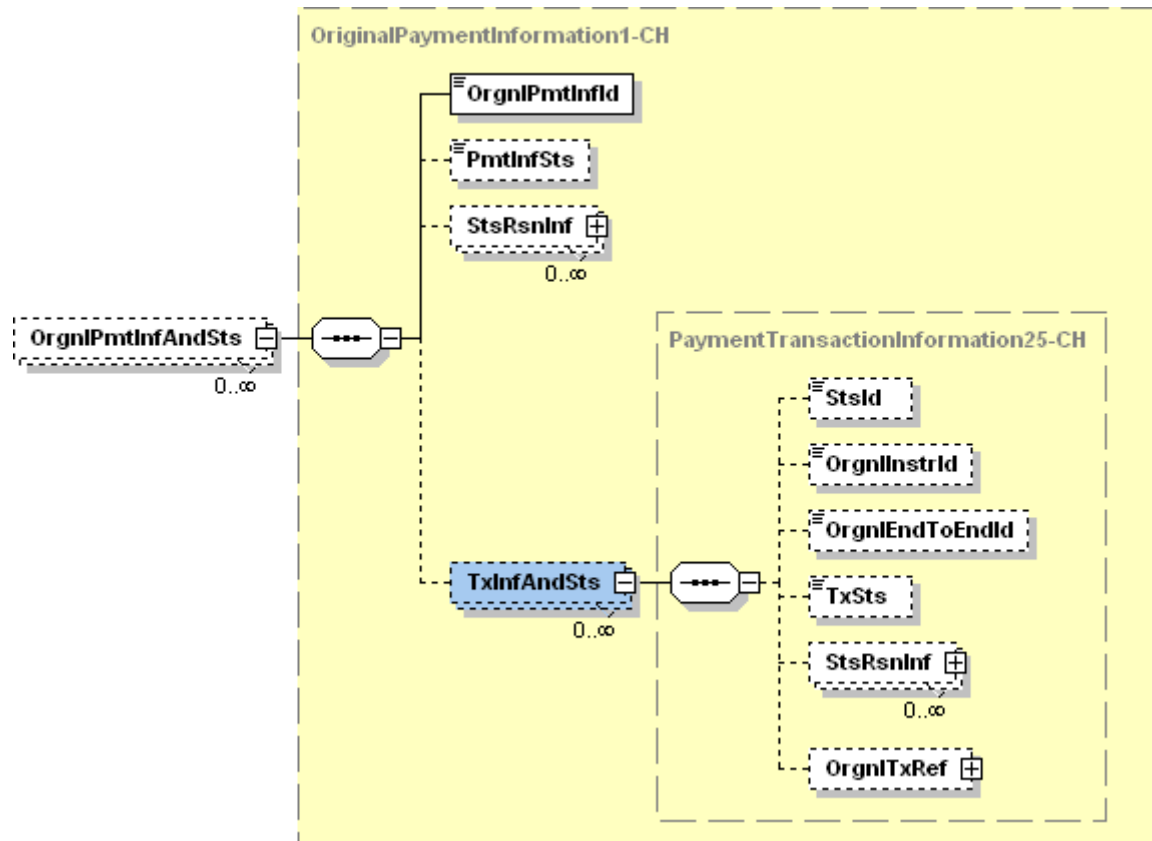 OriginalPaymentInformation1-CH
OrgnlPmtInfId
PmtInfSts
StsRsnInf
0..∞
OrgnlPmtInfAndSts
0..∞
PaymentTransactionInformation25-CH
StsId
OrgnlInstrId
OrgnlEndToEndId
TxInfAndSts
0..∞
TxSts
StsRsnInf
0..∞
OrgnlTxRef